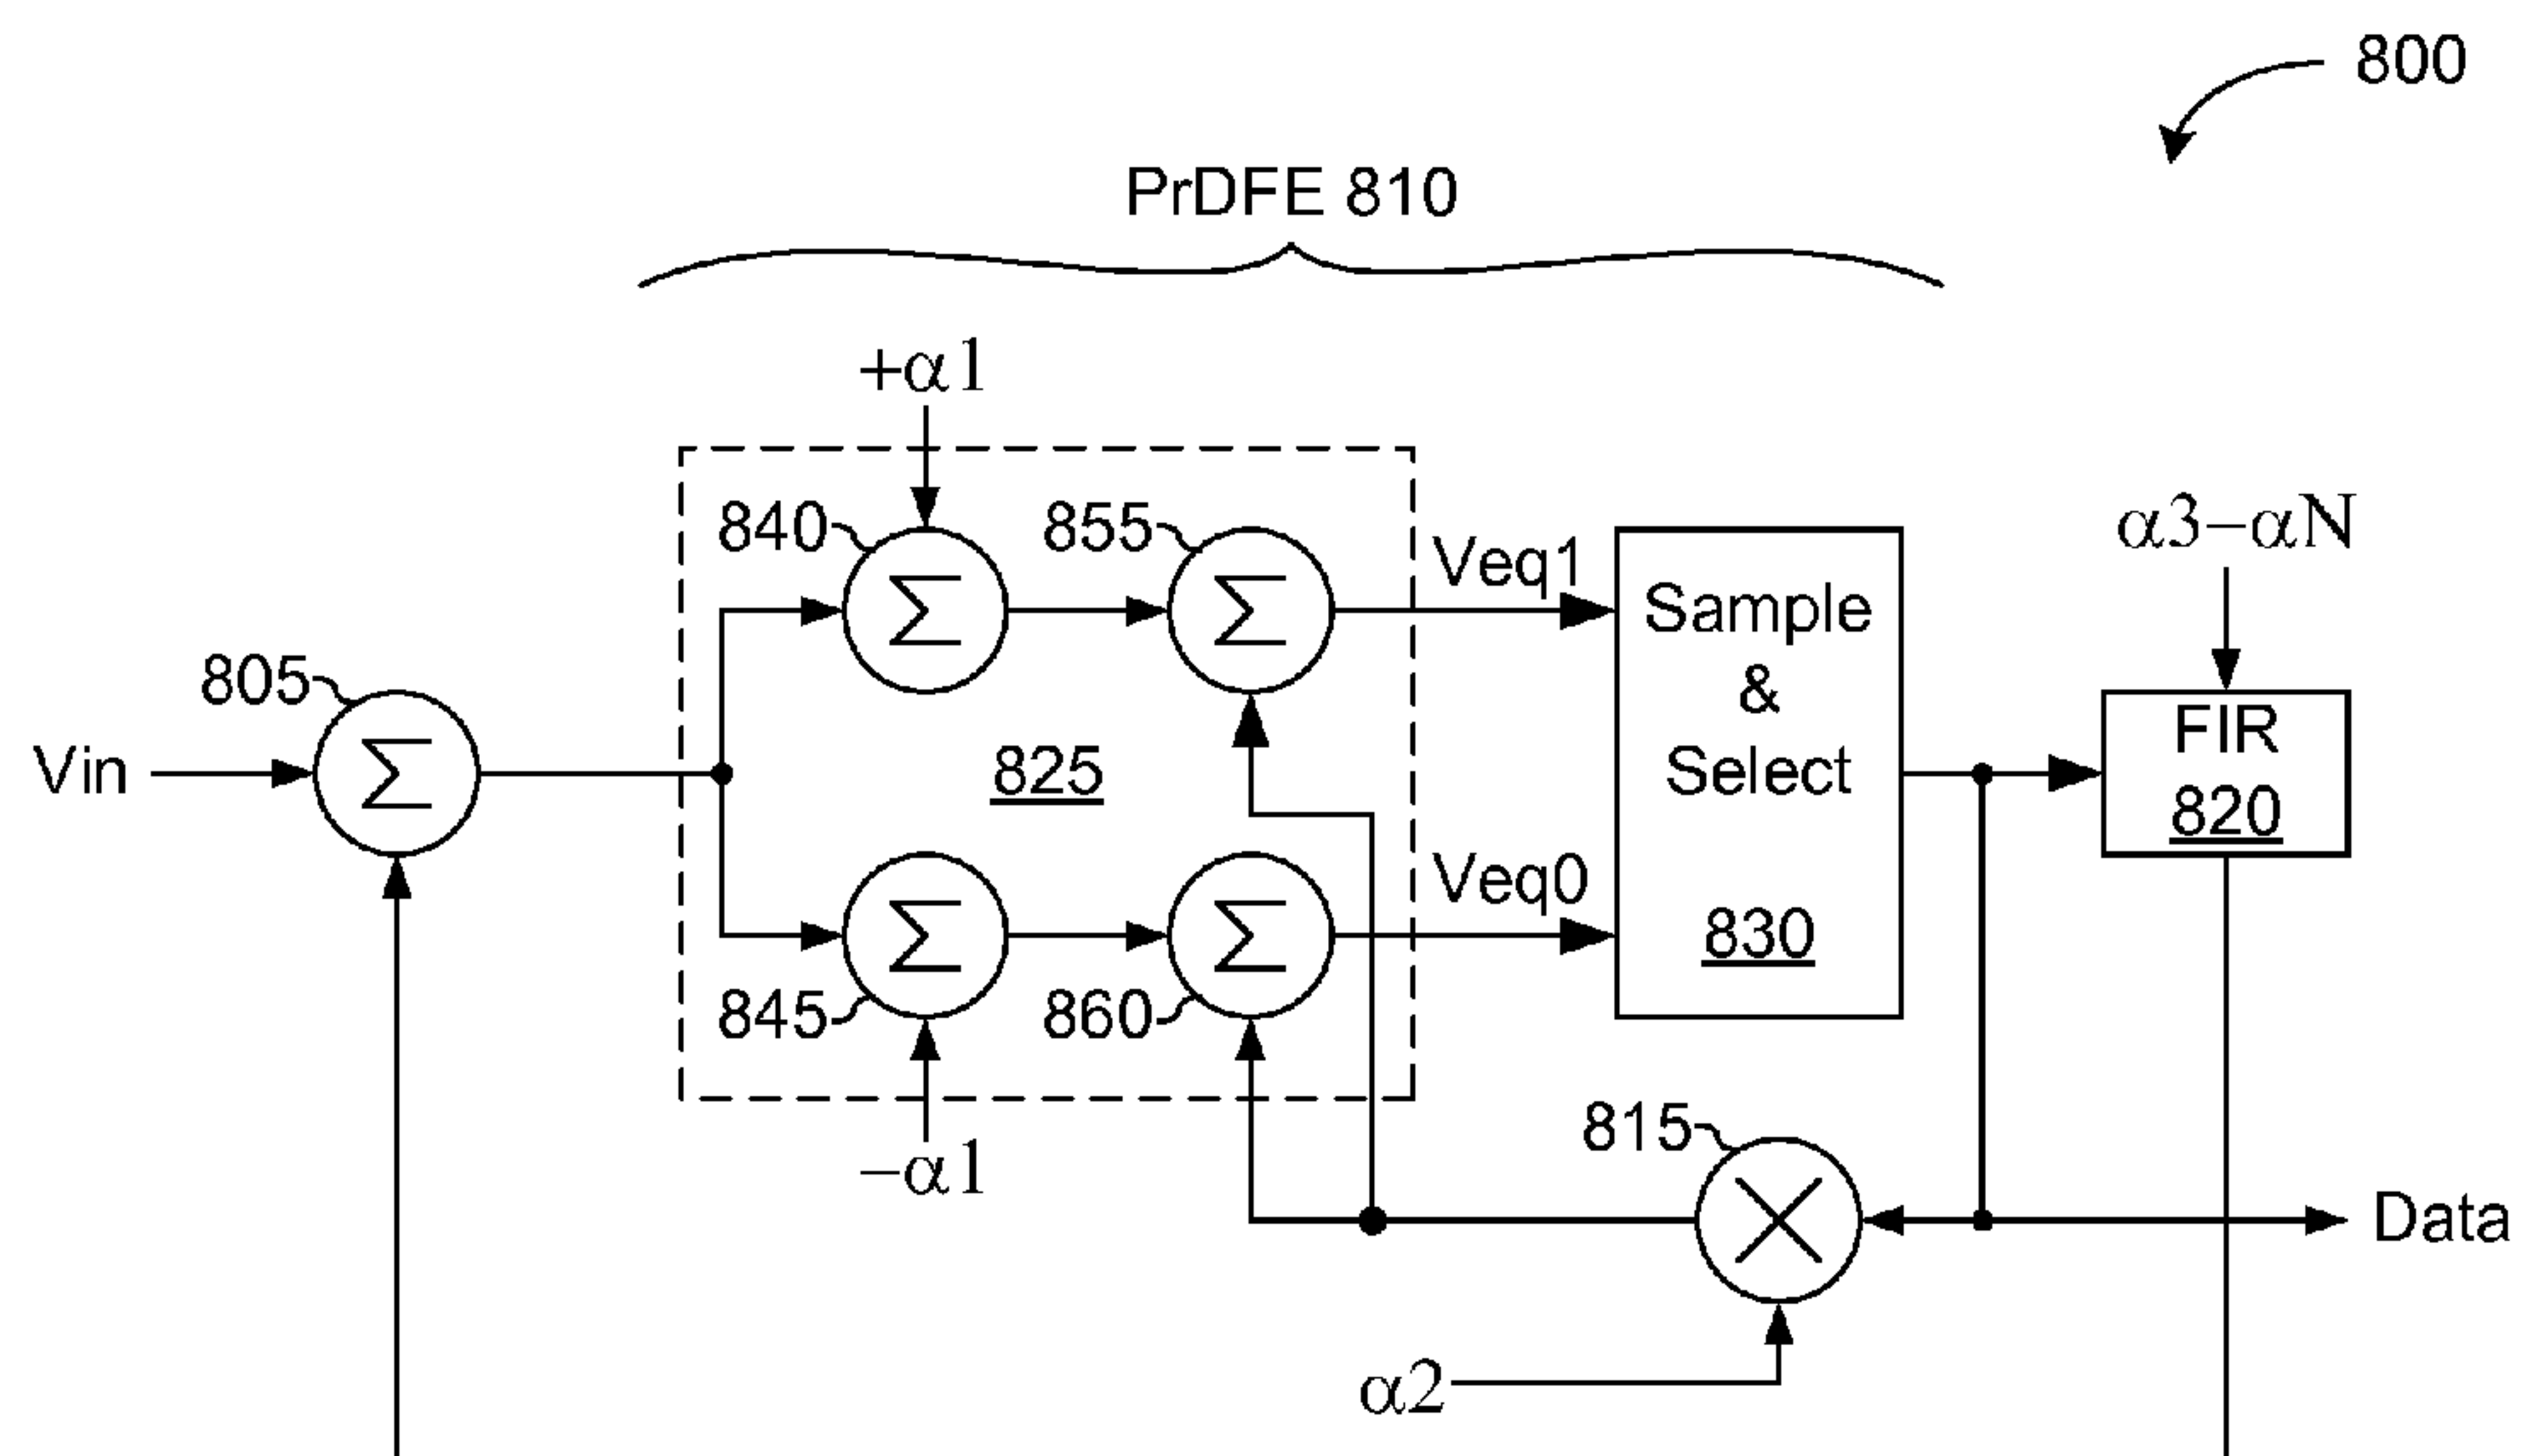 800
PrDFE 810
+α1
840
855
Veq1
Sample
&
Select
830
α3–αN
FIR
820
805
Vin
825
Veq0
845
860
–α1
815
Data
α2